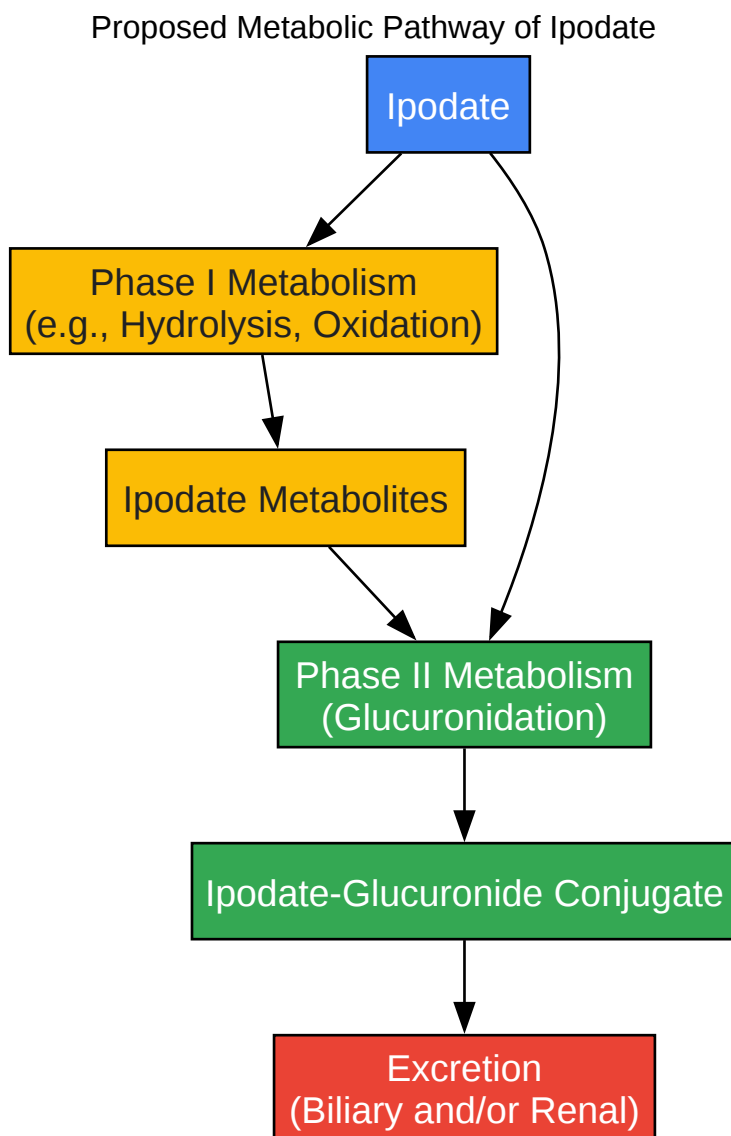 Proposed Metabolic Pathway of Ipodate
Ipodate
Phase I Metabolism
(e.g., Hydrolysis, Oxidation)
Ipodate Metabolites
Phase II Metabolism
(Glucuronidation)
Ipodate-Glucuronide Conjugate
Excretion
(Biliary and/or Renal)